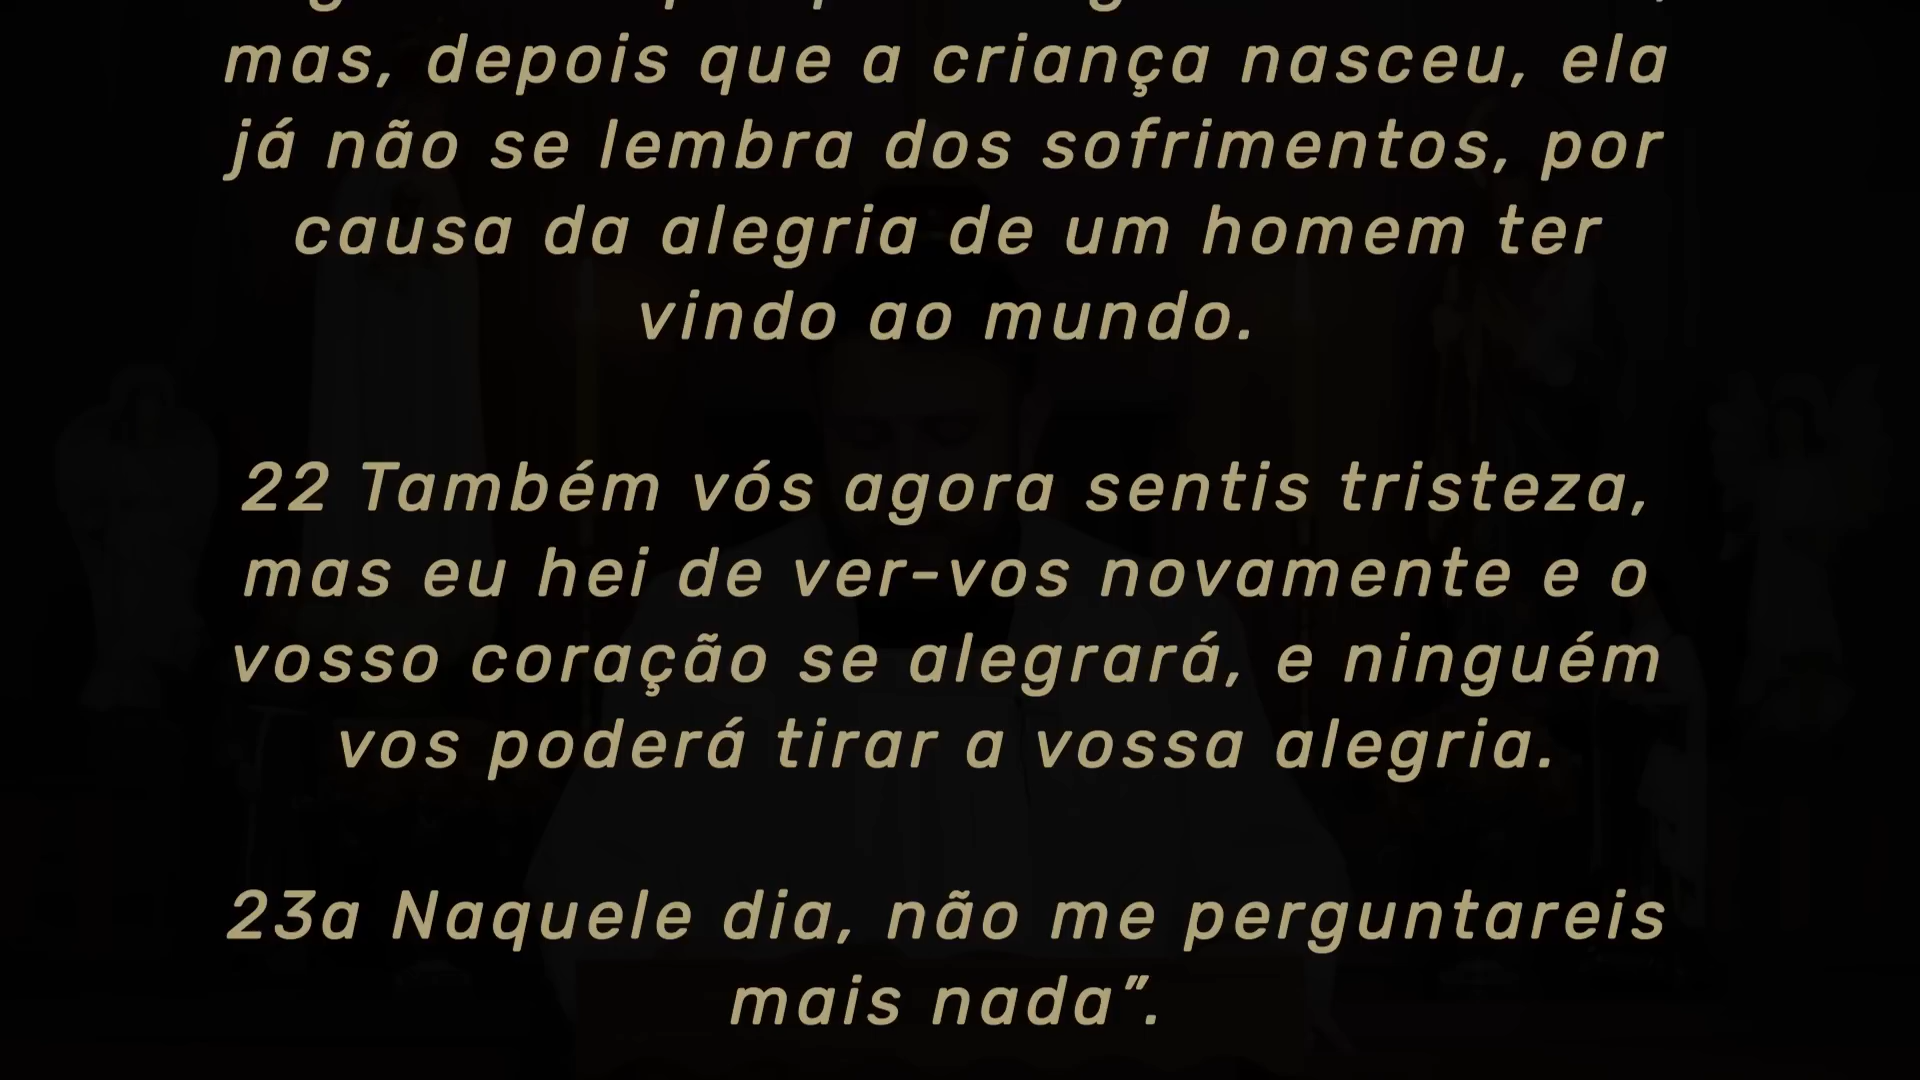 mas, depois que a criança nasceu, ela
já não se lembra dos sofrimentos, por
causa da alegria de um homem ter
vindo ao mundo.
22 Também vós agora sentis tristeza,
mas eu hei de ver-vos novamente e o
vosso coração se alegrará, e ninguém
vos poderá tirar a vossa alegria.
23a Naquele dia, não me perguntareis
mais nada”.